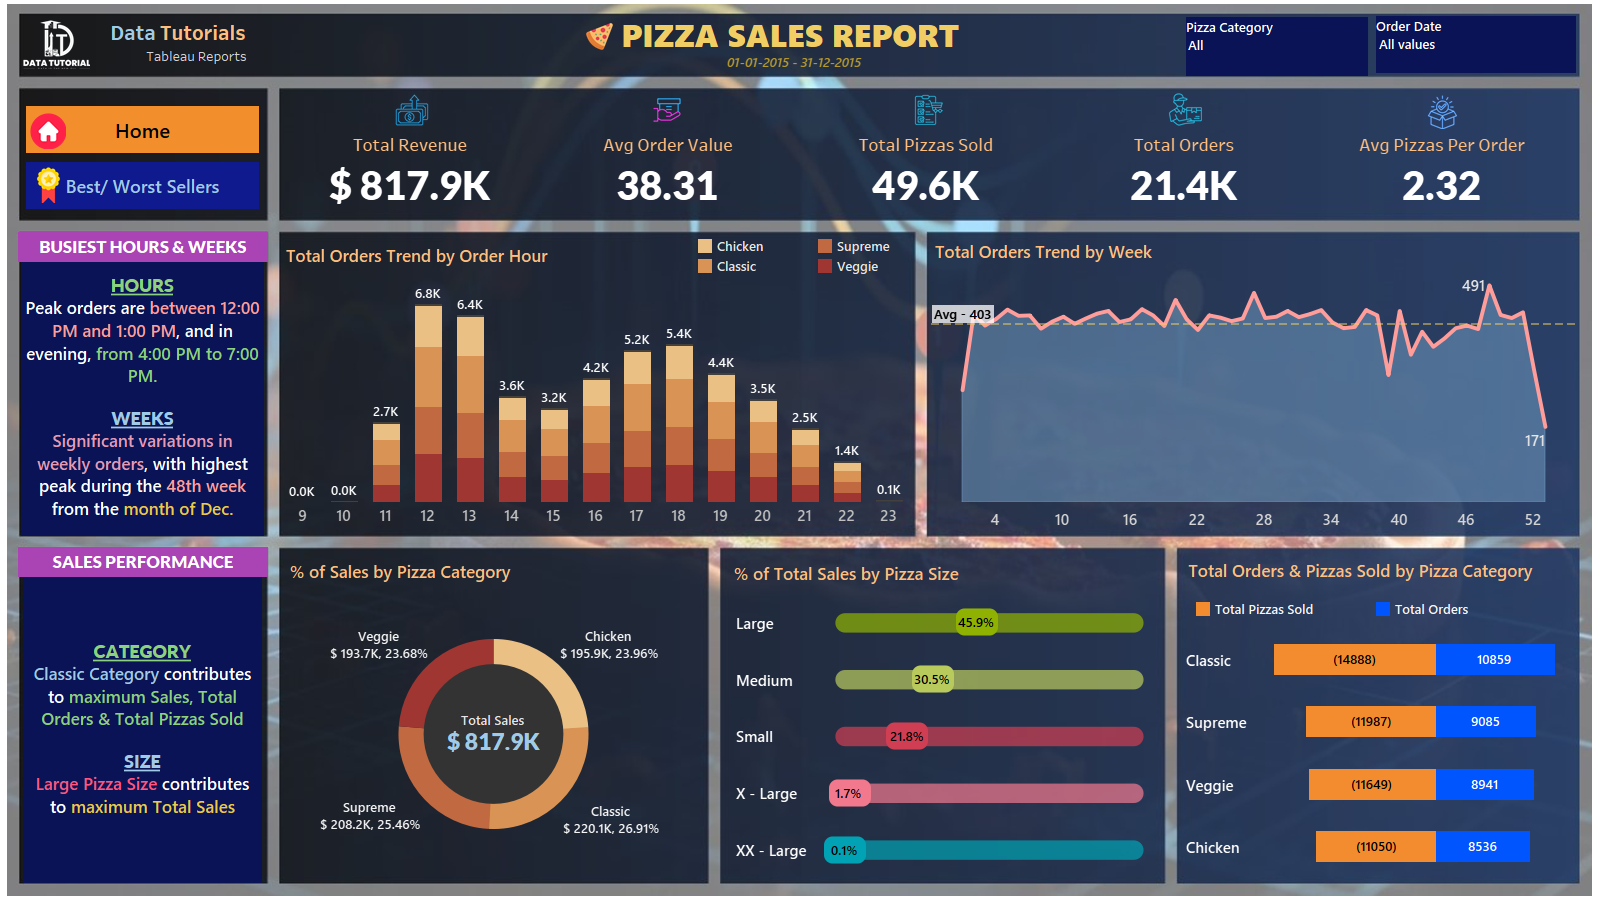 DATA TUTORIAL
Data Tutorials
Tableau Reports
PIZZA SALES REPORT
01-01-2015 - 31-12-2015
Pizza Category
All
Order Date
All values
Home
Best/ Worst Sellers
Total Revenue
$ 817.9K
Avg Order Value
38.31
Total Pizzas Sold
49.6K
Total Orders
21.4K
Avg Pizzas Per Order
2.32
BUSIEST HOURS & WEEKS
HOURS
Peak orders are between 12:00
PM and 1:00 PM, and in
evening, from 4:00 PM to 7:00
PM.
WEEKS
Significant variations in
weekly orders, with highest
peak during the 48th week
from the month of Dec.
Total Orders Trend by Order Hour
Chicken
Supreme
Classic
Veggie
0.0K
0.0K
2.7K
6.8K
6.4K
3.6K
3.2K
4.2K
5.2K
5.4K
4.4K
3.5K
2.5K
1.4K
0.1K
9 10 11 12 13 14 15 16 17 18 19 20 21 22 23
Total Orders Trend by Week
491
Avg - 403
171
4 10 16 22 28 34 40 46 52
SALES PERFORMANCE
CATEGORY
Classic Category contributes
to maximum Sales, Total
Orders & Total Pizzas Sold
SIZE
Large Pizza Size contributes
to maximum Total Sales
% of Sales by Pizza Category
Veggie
$ 193.7K, 23.68%
Chicken
$ 195.9K, 23.96%
Total Sales
$ 817.9K
Supreme
$ 208.2K, 25.46%
Classic
$ 220.1K, 26.91%
% of Total Sales by Pizza Size
Large 45.9%
Medium 30.5%
Small 21.8%
X - Large 1.7%
XX - Large 0.1%
Total Orders & Pizzas Sold by Pizza Category
Total Pizzas Sold
Total Orders
Classic (14888) 10859
Supreme (11987) 9085
Veggie (11649) 8941
Chicken (11050) 8536